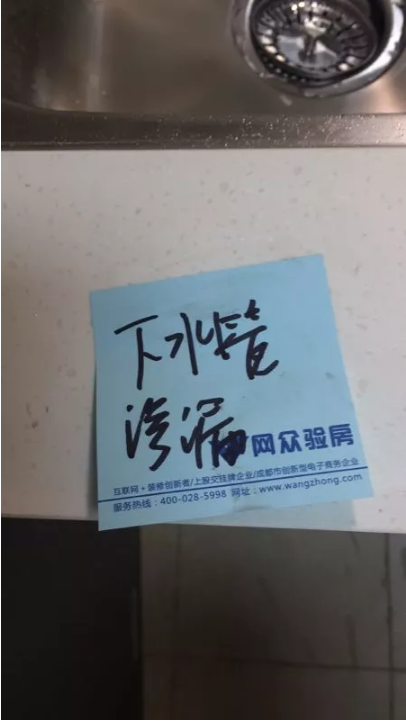 下水管
渗漏
网众验房
互联网 + 装修创新者/上股交挂牌企业/成都市创新型电子商务企业
服务热线：400-028-5998 网址：www.wangzhong.com